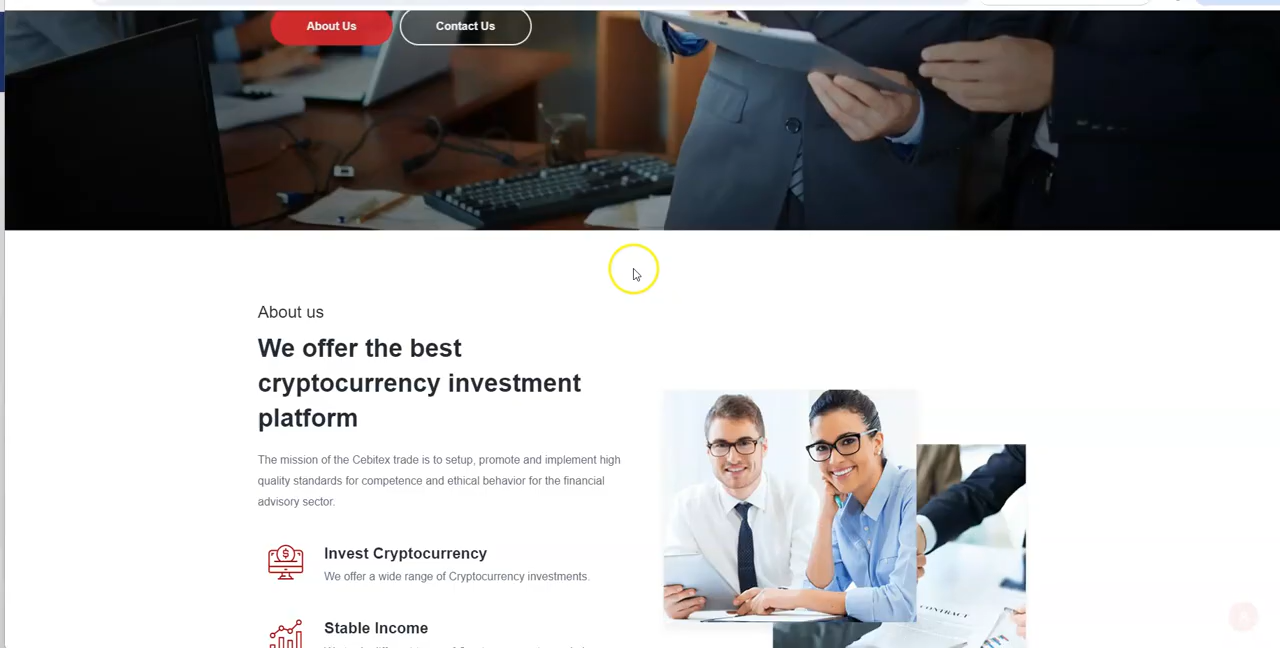 About Us
Contact Us
About us
We offer the best
cryptocurrency investment
platform
The mission of the Cebitex trade is to setup, promote and implement high
quality standards for competence and ethical behavior for the financial
advisory sector.
Invest Cryptocurrency
We offer a wide range of Cryptocurrency investments.
CONTRACT
Stable Income